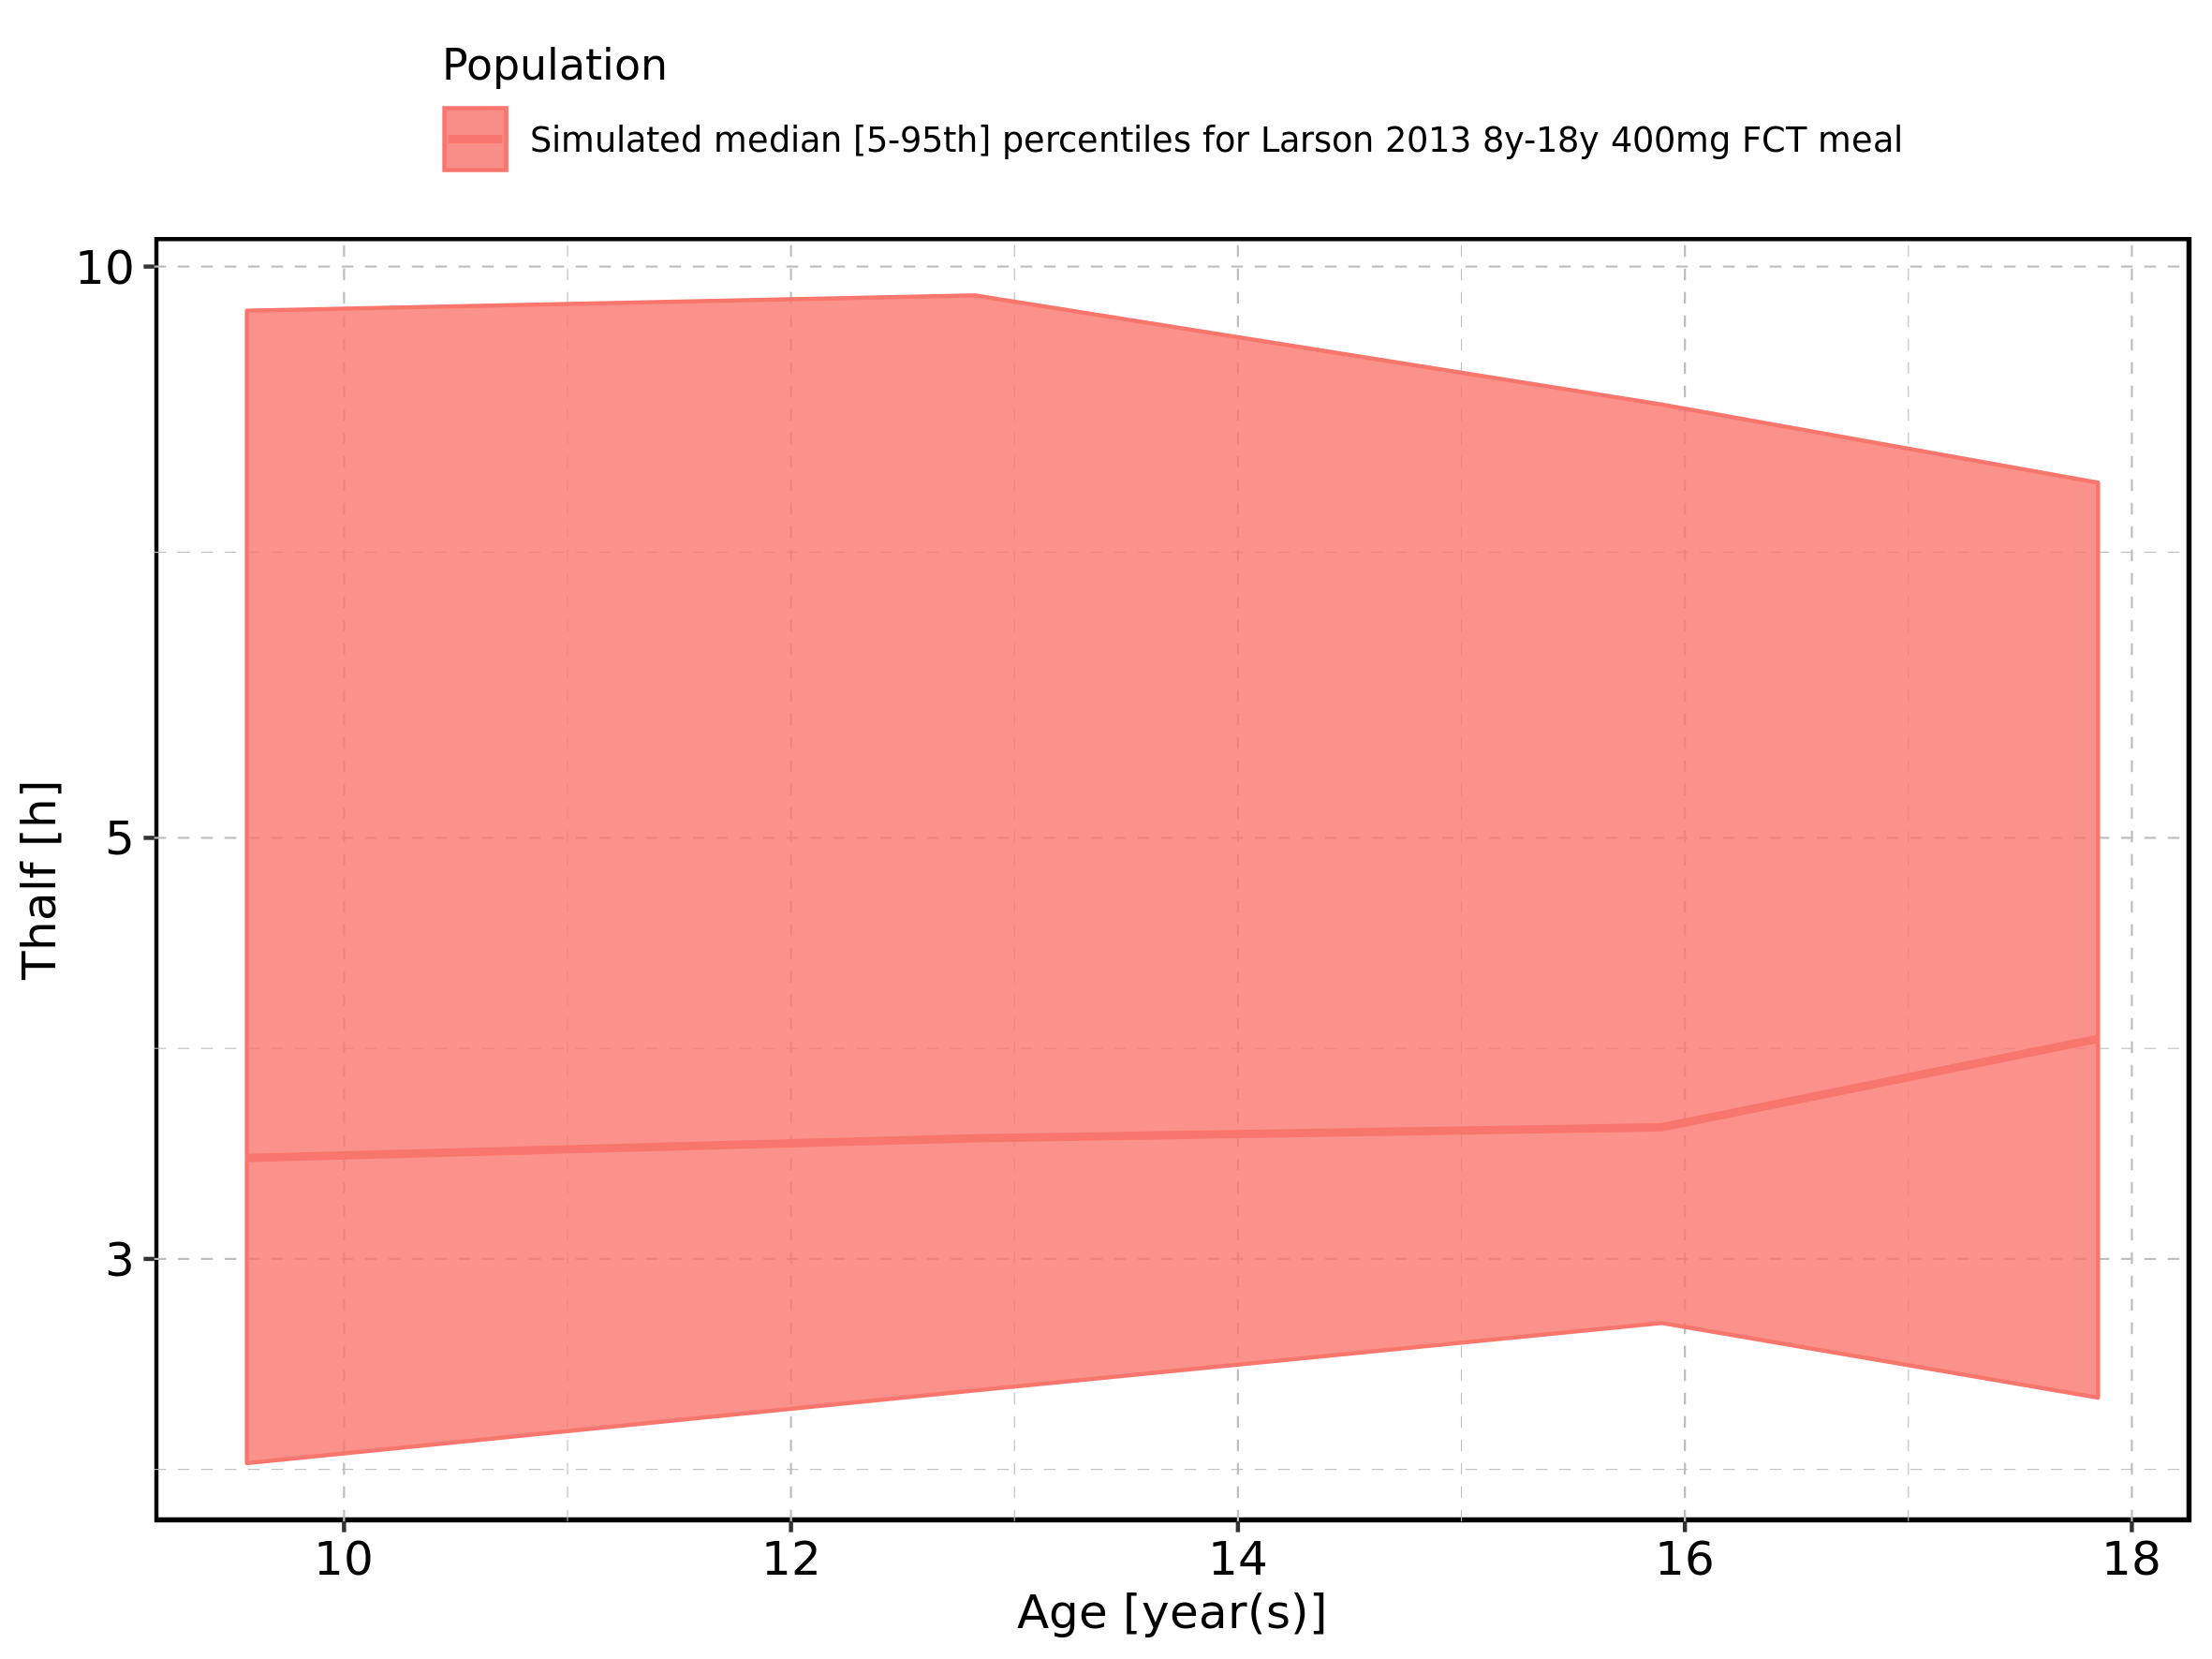 Population
Simulated median [5-95th] percentiles for Larson 2013 8y-18y 400mg FCT meal
10
5
3
Thalf [h]
10 12 14 16 18
Age [year(s)]